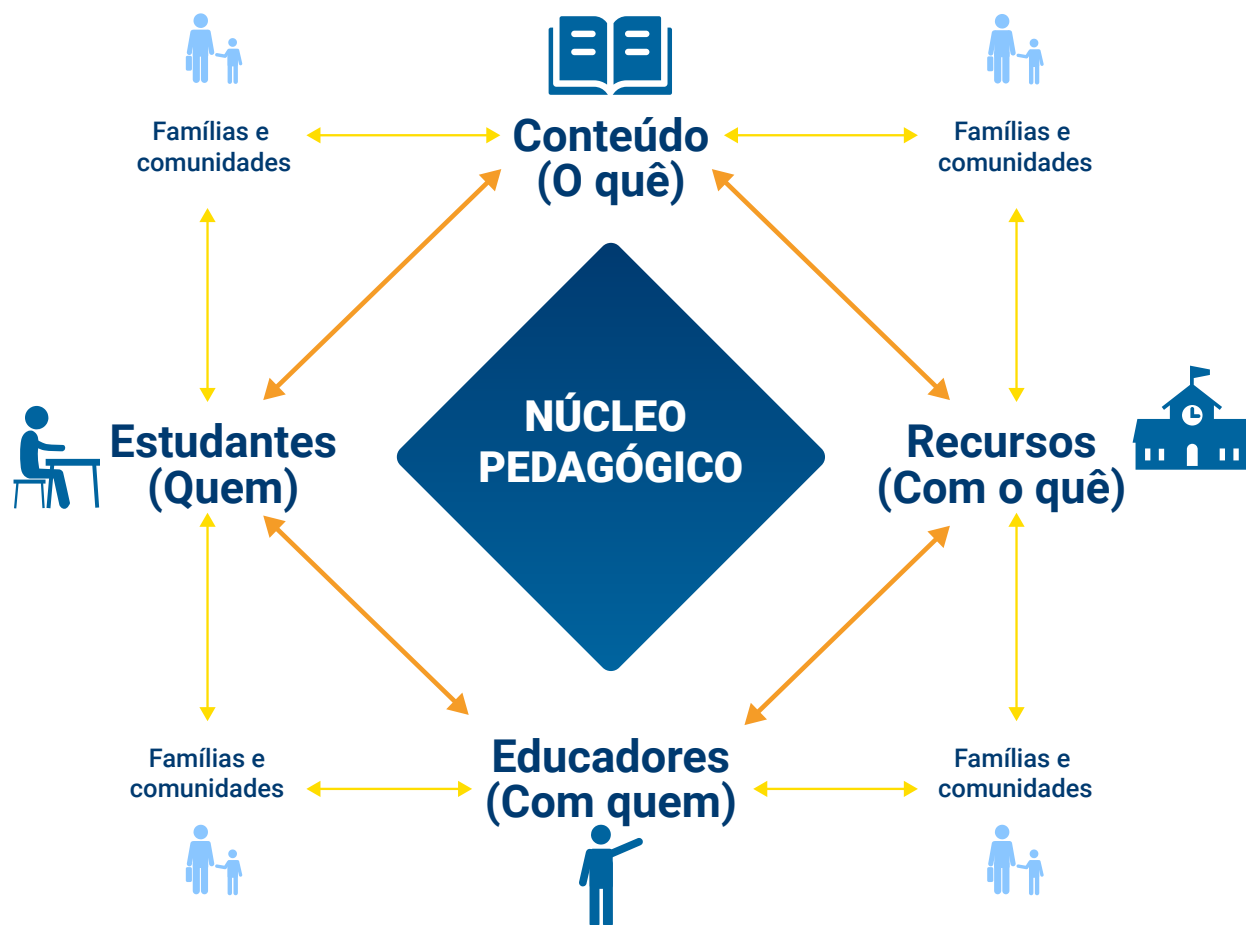 Famílias e
comunidades
Conteúdo
(O quê)
Famílias e
comunidades
Estudantes
(Quem)
NÚCLEO
PEDAGÓGICO
Recursos
(Com o quê)
Famílias e
comunidades
Educadores
(Com quem)
Famílias e
comunidades